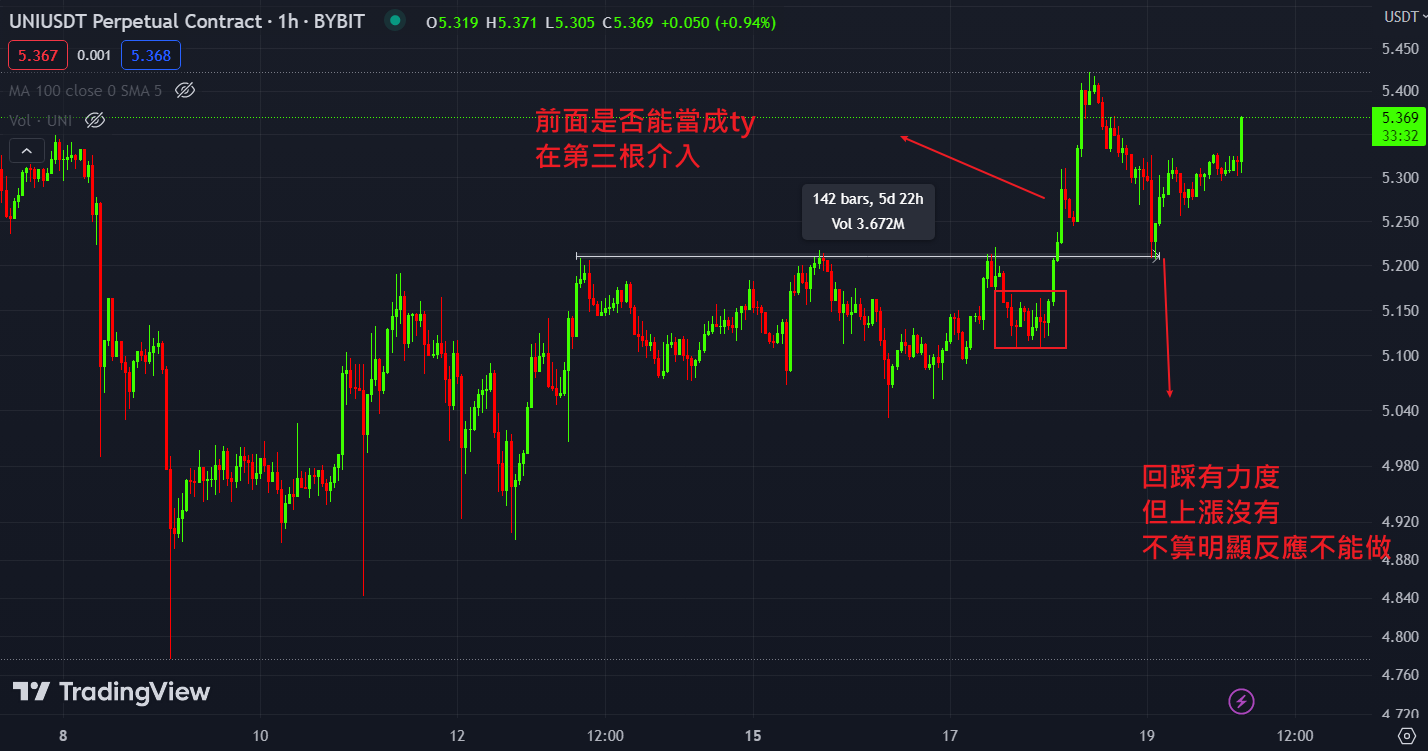 UNIUSDT Perpetual Contract · 1h · BYBIT
O5.319 H5.371 L5.305 C5.369 +0.050 (+0.94%)
USDT
5.367 0.001 5.368
MA 100 close 0 SMA 5
Vol · UNI
前面是否能當成ty
在第三根介入
142 bars, 5d 22h
Vol 3.672M
回踩有力度
但上漲沒有
不算明顯反應不能做
5.450
5.400
5.369
33:32
5.300
5.250
5.200
5.150
5.100
5.040
4.980
4.920
4.880
4.840
4.800
4.760
4.720
TradingView
8 10 12 12:00 15 17 19 12:00